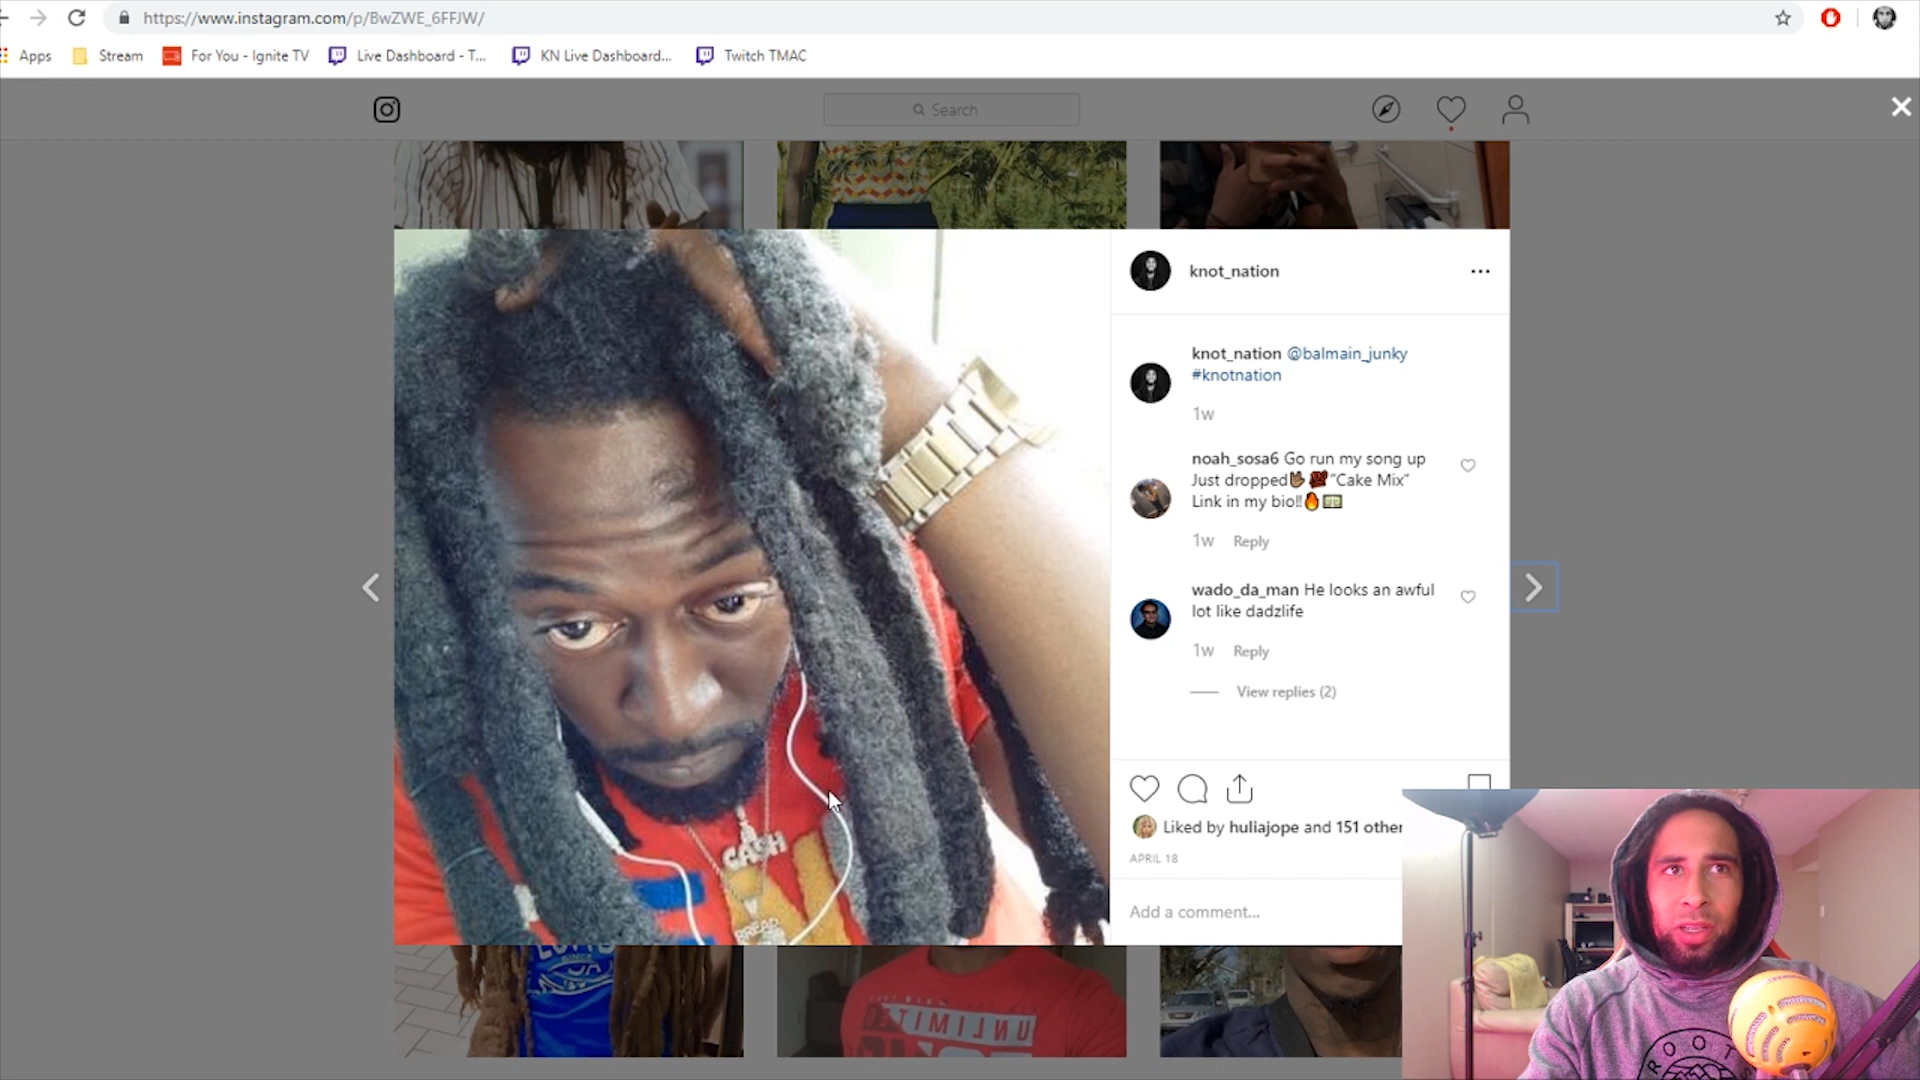 https://www.instagram.com/p/BwZWE_6FFJW/
Apps Stream For You - Ignite TV Live Dashboard - T... KN Live Dashboard... Twitch TMAC
Search
knot_nation
knot_nation @balmain_junky
#knotnation
1w
noah_sosa6 Go run my song up
Just dropped🤟🏾💯"Cake Mix"
Link in my bio!!🔥💵
1w Reply
wado_da_man He looks an awful
lot like dadzlife
1w Reply
View replies (2)
Liked by huliajope and 151 other
APRIL 18
Add a comment...
CASH
BREAD
UNLIMITED
ROOT